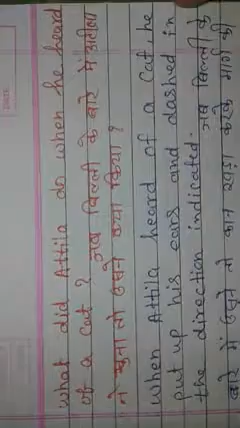 What did Attila do when he heard
of a Cat? जब बिल्ली के बारे में अटीला
ने सुना तो उसने क्या किया?
When Attila heard of a Cat. he
put up his ears and dashed in
the direction indicated. जब बिल्ली के
बारे में उसने तो कान खड़ा करके मार्ग की